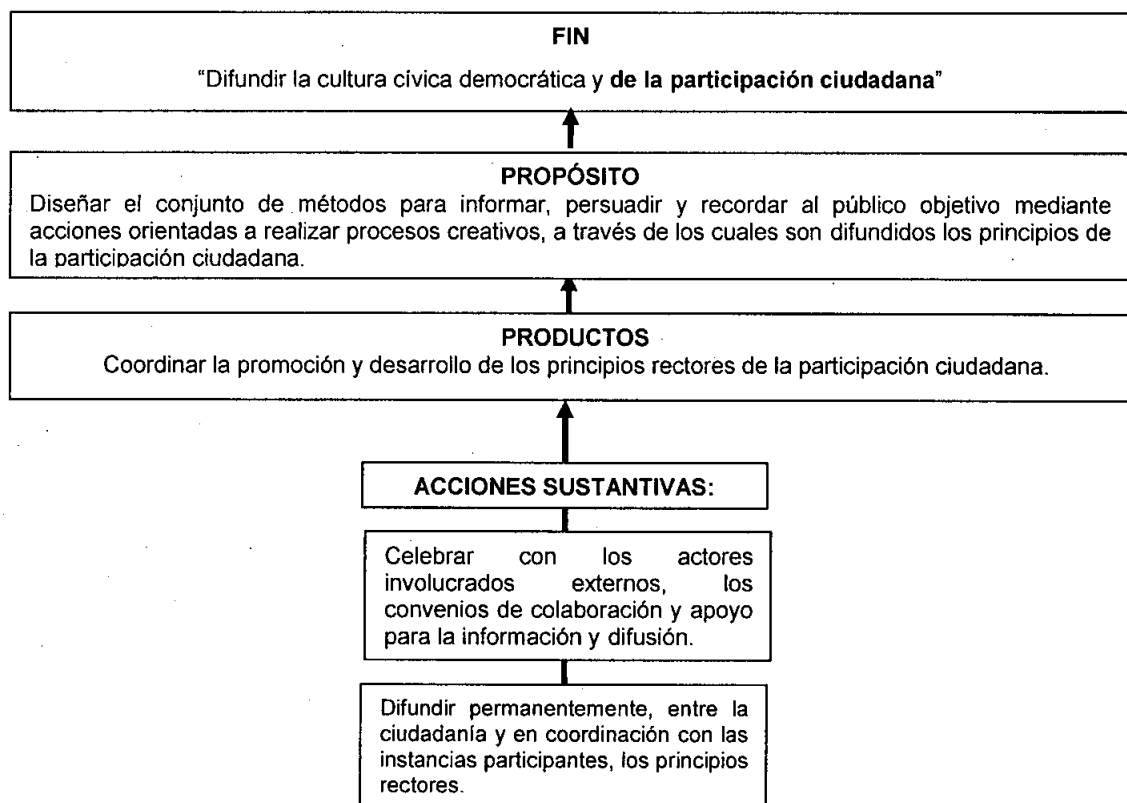 FIN
“Difundir la cultura cívica democrática y de la participación ciudadana”
PROPÓSITO
Diseñar el conjunto de métodos para informar, persuadir y recordar al público objetivo mediante
acciones orientadas a realizar procesos creativos, a través de los cuales son difundidos los principios de
la participación ciudadana.
PRODUCTOS
Coordinar la promoción y desarrollo de los principios rectores de la participación ciudadana.
ACCIONES SUSTANTIVAS:
Celebrar con los actores
involucrados externos, los
convenios de colaboración y apoyo
para la información y difusión.
Difundir permanentemente, entre la
ciudadanía y en coordinación con las
instancias participantes, los principios
rectores.